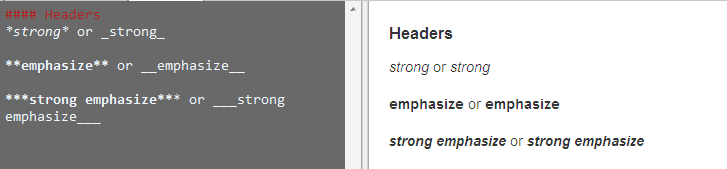 #### Headers
*strong* or _strong_
**emphasize** or __emphasize__
***strong emphasize*** or ___strong
emphasize___
Headers
strong or strong
emphasize or emphasize
strong emphasize or strong emphasize